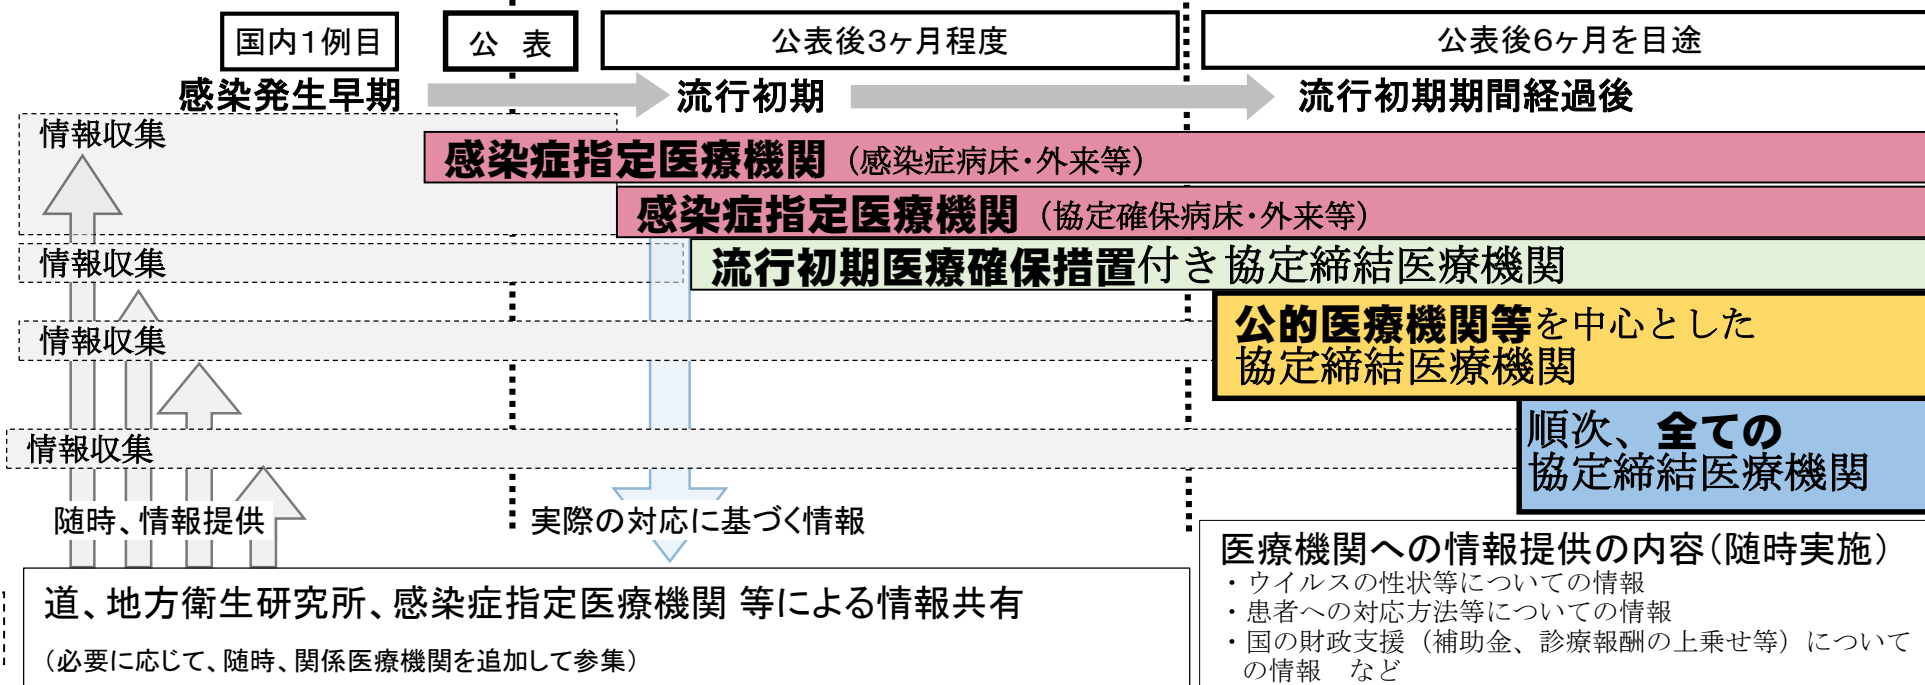 国内1例目
公 表
公表後3ヶ月程度
公表後6ヶ月を目途
感染発生早期
流行初期
流行初期期間経過後
情報収集
感染症指定医療機関（感染症病床・外来等）
感染症指定医療機関（協定確保病床・外来等）
情報収集
流行初期医療確保措置付き協定締結医療機関
情報収集
公的医療機関等を中心とした
協定締結医療機関
情報収集
順次、全ての
協定締結医療機関
随時、情報提供
実際の対応に基づく情報
道、地方衛生研究所、感染症指定医療機関 等による情報共有
（必要に応じて、随時、関係医療機関を追加して参集）
医療機関への情報提供の内容（随時実施）
・ウイルスの性状等についての情報
・患者への対応方法等についての情報
・国の財政支援（補助金、診療報酬の上乗せ等）について
の情報　など